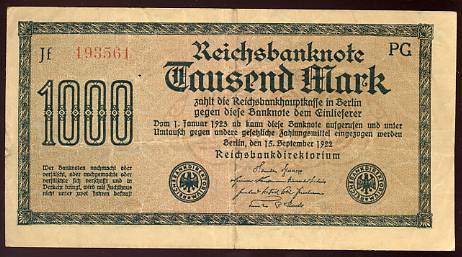 Jf 193561
Reichsbanknote
PG
1000
Tausend Mark
zahlt die Reichsbankhauptkasse in Berlin
gegen diese Banknote dem Einlieferer
Vom 1. Januar 1923 ab kann diese Banknote aufgerufen und unter
Umtausch gegen andere gesetzliche Zahlungsmittel eingezogen werden
Berlin, den 15. September 1922
Reichsbankdirektorium
Wer Banknoten nachmacht oder
verfälscht, oder nachgemachte oder
verfälschte sich verschafft und in
Verkehr bringt, wird mit Zuchthaus
nicht unter zwei Jahren bestraft